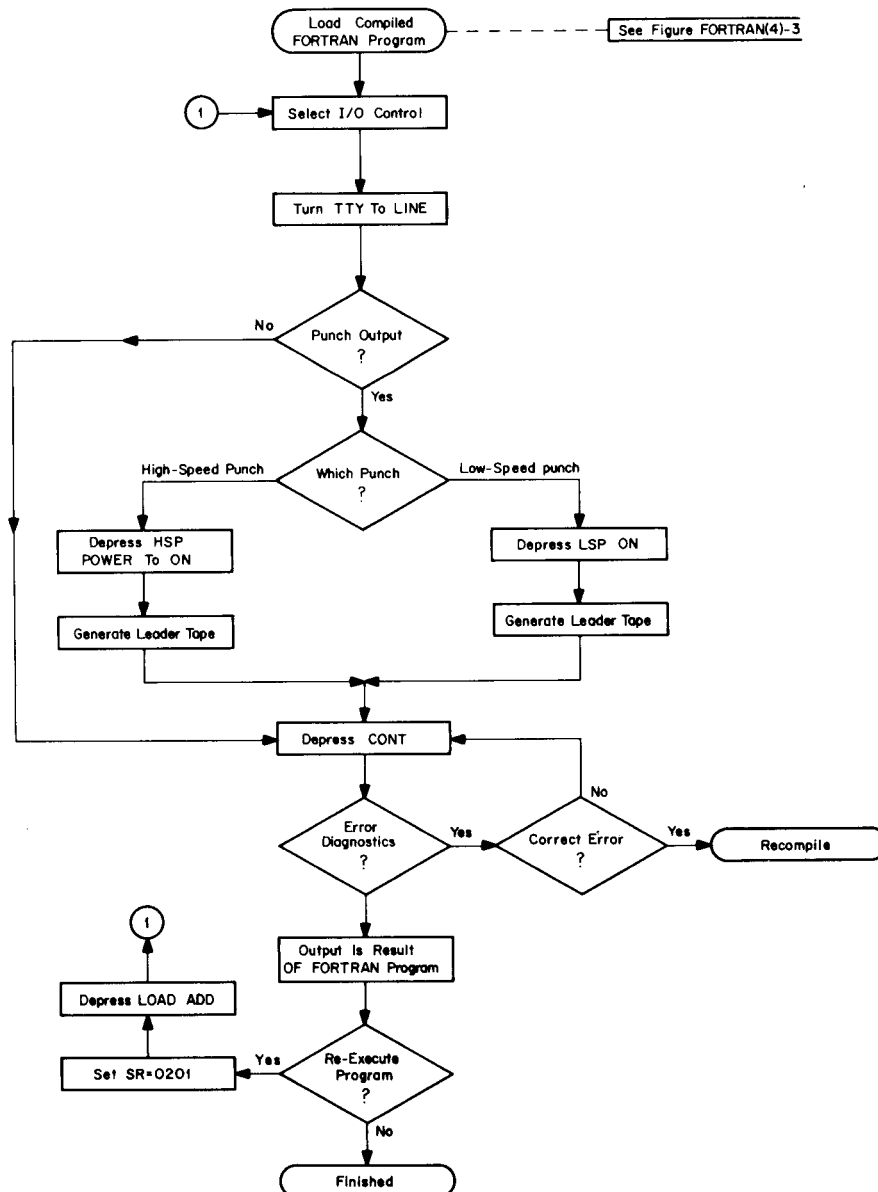 Load Compiled
FORTRAN Program
See Figure FORTRAN(4)-3
1
Select I/O Control
Turn TTY To LINE
No
Punch Output
?
Yes
High-Speed Punch
Which Punch
?
Low-Speed punch
Depress HSP
POWER To ON
Depress LSP ON
Generate Leader Tape
Generate Leader Tape
Depress CONT
No
Error
Diagnostics
?
Yes
Correct Error
?
Yes
Recompile
1
Output Is Result
OF FORTRAN Program
Depress LOAD ADD
Set SR=0201
Yes
Re-Execute
Program
?
No
Finished